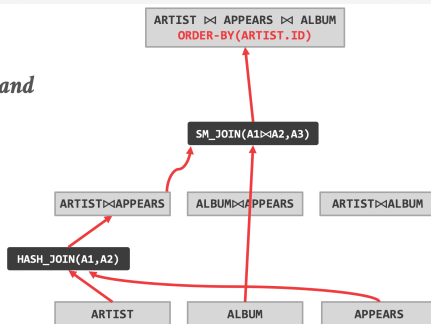 ARTIST ⋈ APPEARS ⋈ ALBUM
ORDER-BY(ARTIST.ID)
and
SM_JOIN(A1⋈A2,A3)
ARTIST⋈APPEARS
ALBUM⋈APPEARS
ARTIST⋈ALBUM
HASH_JOIN(A1,A2)
ARTIST
ALBUM
APPEARS